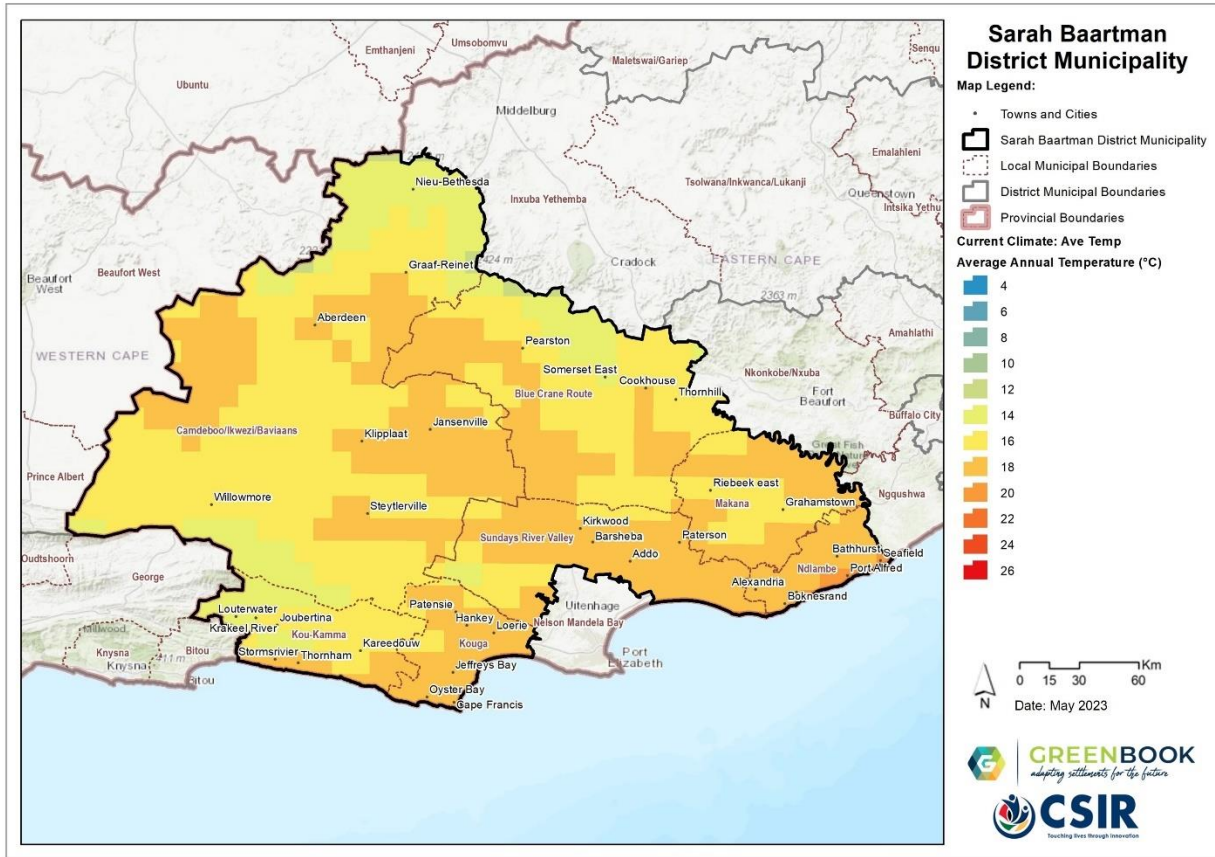 Sarah Baartman
District Municipality
Map Legend:
Towns and Cities
Sarah Baartman District Municipality
Local Municipal Boundaries
District Municipal Boundaries
Provincial Boundaries
Current Climate: Ave Temp
Average Annual Temperature (°C)
4
6
8
10
12
14
16
18
20
22
24
26
0 15 30 60 Km
N
Date: May 2023
GREENBOOK
adapting settlements for the future
CSIR
Touching lives through innovation
Emthanjeni
Umsobomvu
Maletswai/Gariep
Senqu
Ubuntu
Middelburg
Emalahleni
Nieu-Bethesda
Tsolwana/Inkwanca/Lukanji
Queenstown
Inxuba Yethemba
Intsika Yethu
Beaufort West
2424 m
Cradock
EASTERN CAPE
Beaufort
West
Graaf-Reinet
2363 m
Aberdeen
Amahlathi
WESTERN CAPE
Pearston
Somerset East
Nkonkobe/Nxuba
Cookhouse
Thornhill
Fort
Beaufort
Blue Crane Route
Buffalo City
Camdeboo/Ikwezi/Baviaans
Jansenville
Klipplaat
Prince Albert
Riebeek east
Ngqushwa
Willowmore
Steytlerville
Makana
Grahamstown
Kirkwood
Sundays River Valley
Barsheba
Paterson
Oudtshoorn
Addo
Bathhurst
Seafield
George
Ndlambe
Port Alfred
Alexandria
Boknesrand
Louterwater
Joubertina
Patensie
Uitenhage
Krakeel River
Hankey
Nelson Mandela Bay
Kou-Kamma
Loerie
Kareedouw
Kouga
Knysna
Bitou
Stormsrivier
Thornham
Port
Elizabeth
Knysna
Jeffreys Bay
Bitou
Oyster Bay
Cape Francis